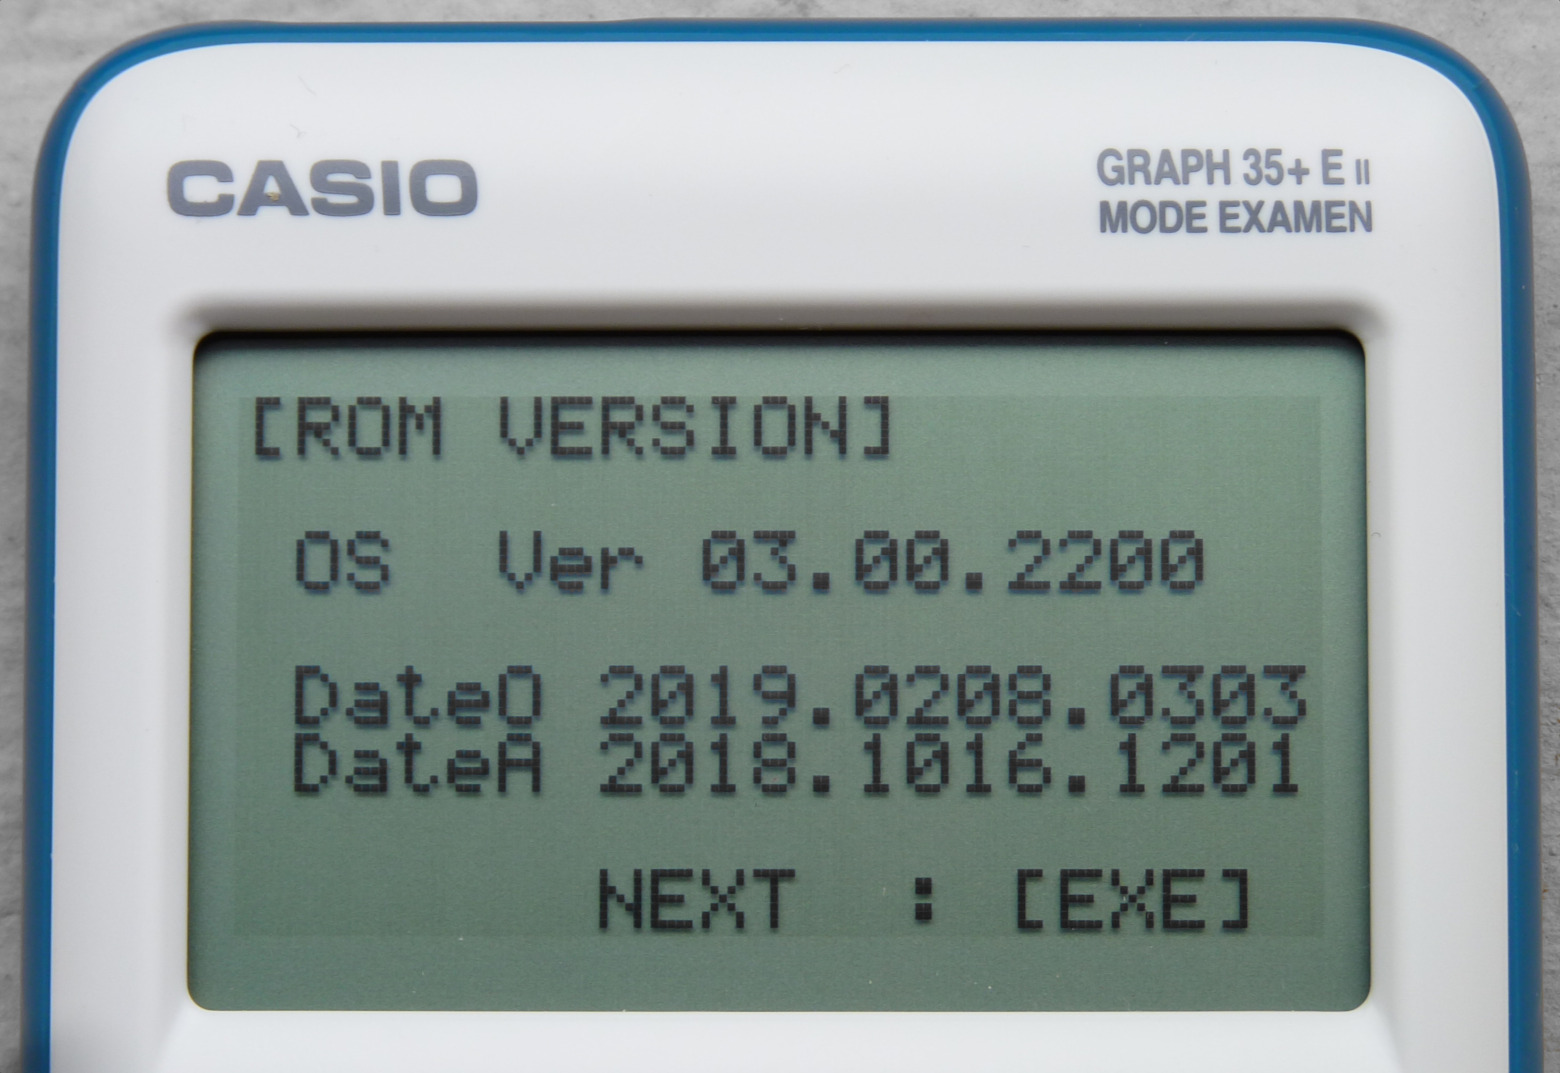 CASIO
GRAPH 35+ E II
MODE EXAMEN
[ROM VERSION]
OS Ver 03.00.2200
DateO 2019.0208.0303
DateA 2018.1016.1201
NEXT : [EXE]